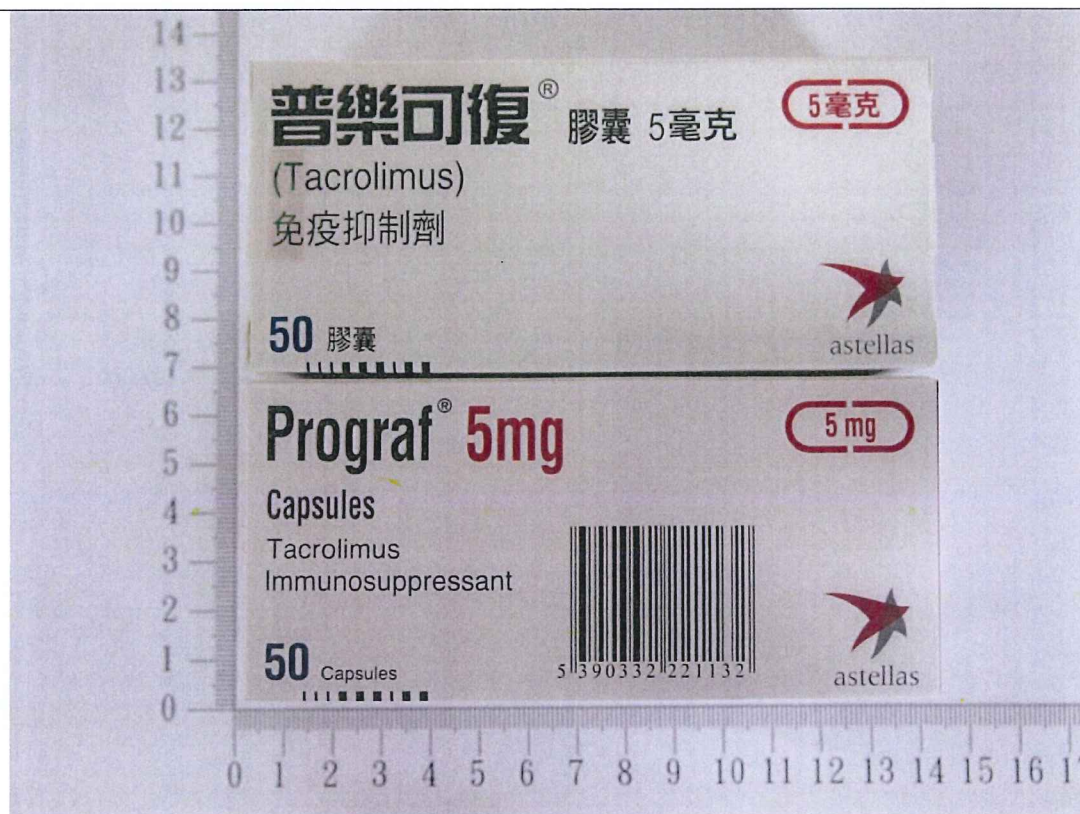 14
13
12
11
10
9
8
7
6
5
4
3
2
1
0
普樂可復® 膠囊 5毫克
5毫克
(Tacrolimus)
免疫抑制劑
50 膠囊
astellas
Prograf® 5mg
5 mg
Capsules
Tacrolimus
Immunosuppressant
50 Capsules
5 390332 221132
astellas
0 1 2 3 4 5 6 7 8 9 10 11 12 13 14 15 16